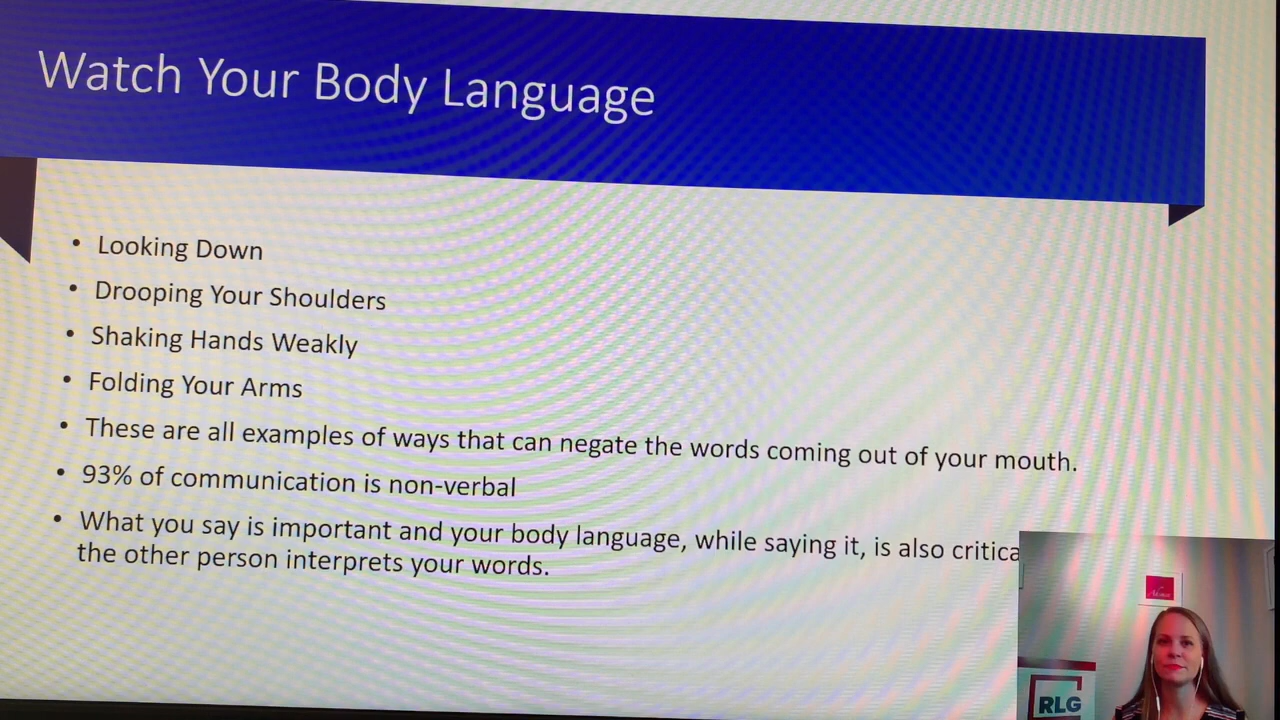 Watch Your Body Language
• Looking Down
• Drooping Your Shoulders
• Shaking Hands Weakly
• Folding Your Arms
• These are all examples of ways that can negate the words coming out of your mouth.
• 93% of communication is non-verbal
• What you say is important and your body language, while saying it, is also critica
the other person interprets your words.
RLG